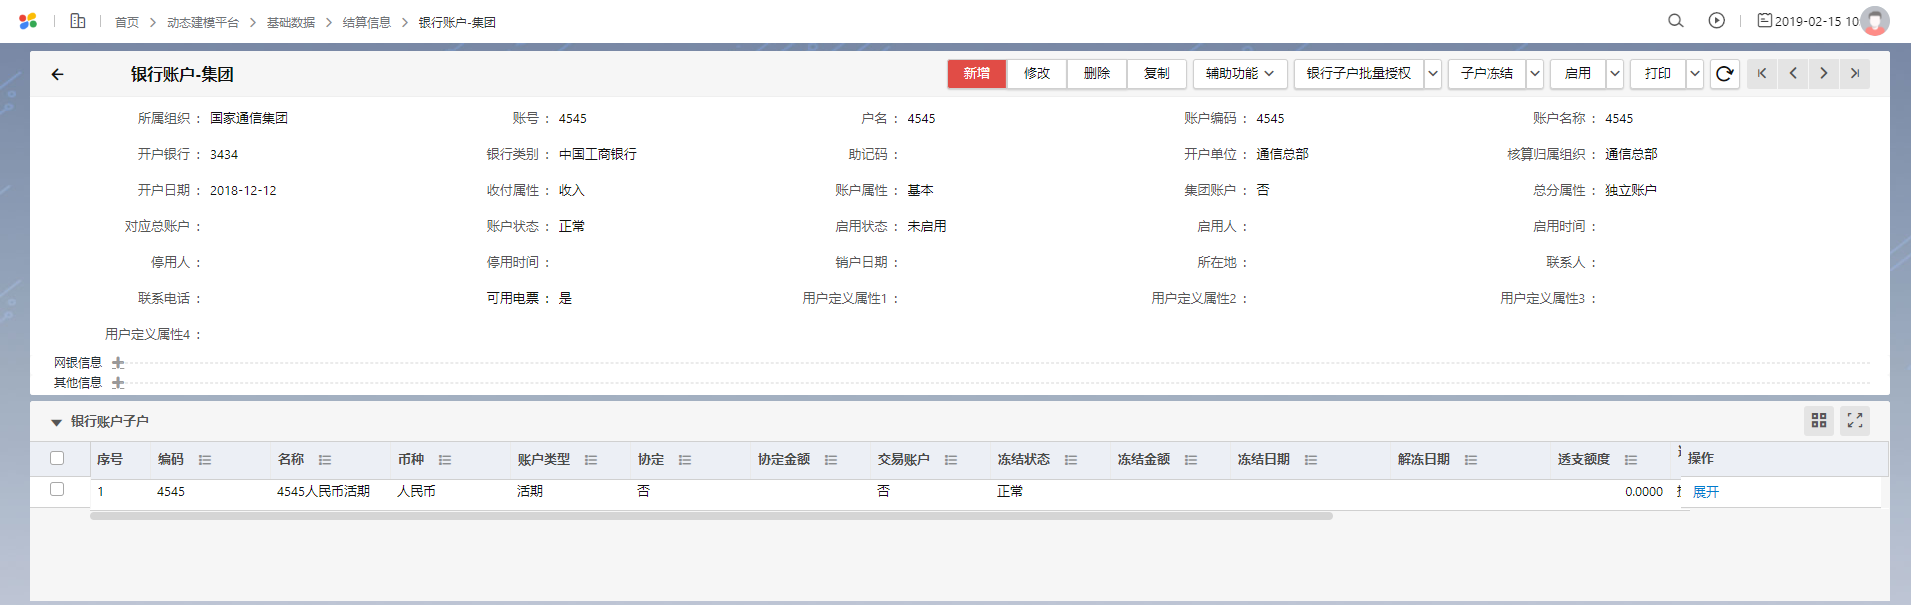 首页 动态建模平台 基础数据 结算信息 银行账户-集团 2019-02-15 10
银行账户-集团 新增 修改 删除 复制 辅助功能 银行子户批量授权 子户冻结 启用 打印
所属组织： 国家通信集团 账号： 4545 户名： 4545 账户编码： 4545 账户名称： 4545
开户银行： 3434 银行类别： 中国工商银行 助记码： 开户单位： 通信总部 核算归属组织： 通信总部
开户日期： 2018-12-12 收付属性： 收入 账户属性： 基本 集团账户： 否 总分属性： 独立账户
对应总账户： 账户状态： 正常 启用状态： 未启用 启用人： 启用时间：
停用人： 停用时间： 销户日期： 所在地： 联系人：
联系电话： 可用电票： 是 用户定义属性1： 用户定义属性2： 用户定义属性3：
用户定义属性4：
网银信息
其他信息
银行账户子户
序号 编码 名称 币种 账户类型 协定 协定金额 交易账户 冻结状态 冻结金额 冻结日期 解冻日期 透支额度 操作
1 4545 4545人民币活期 人民币 活期 否 否 正常 0.0000 展开